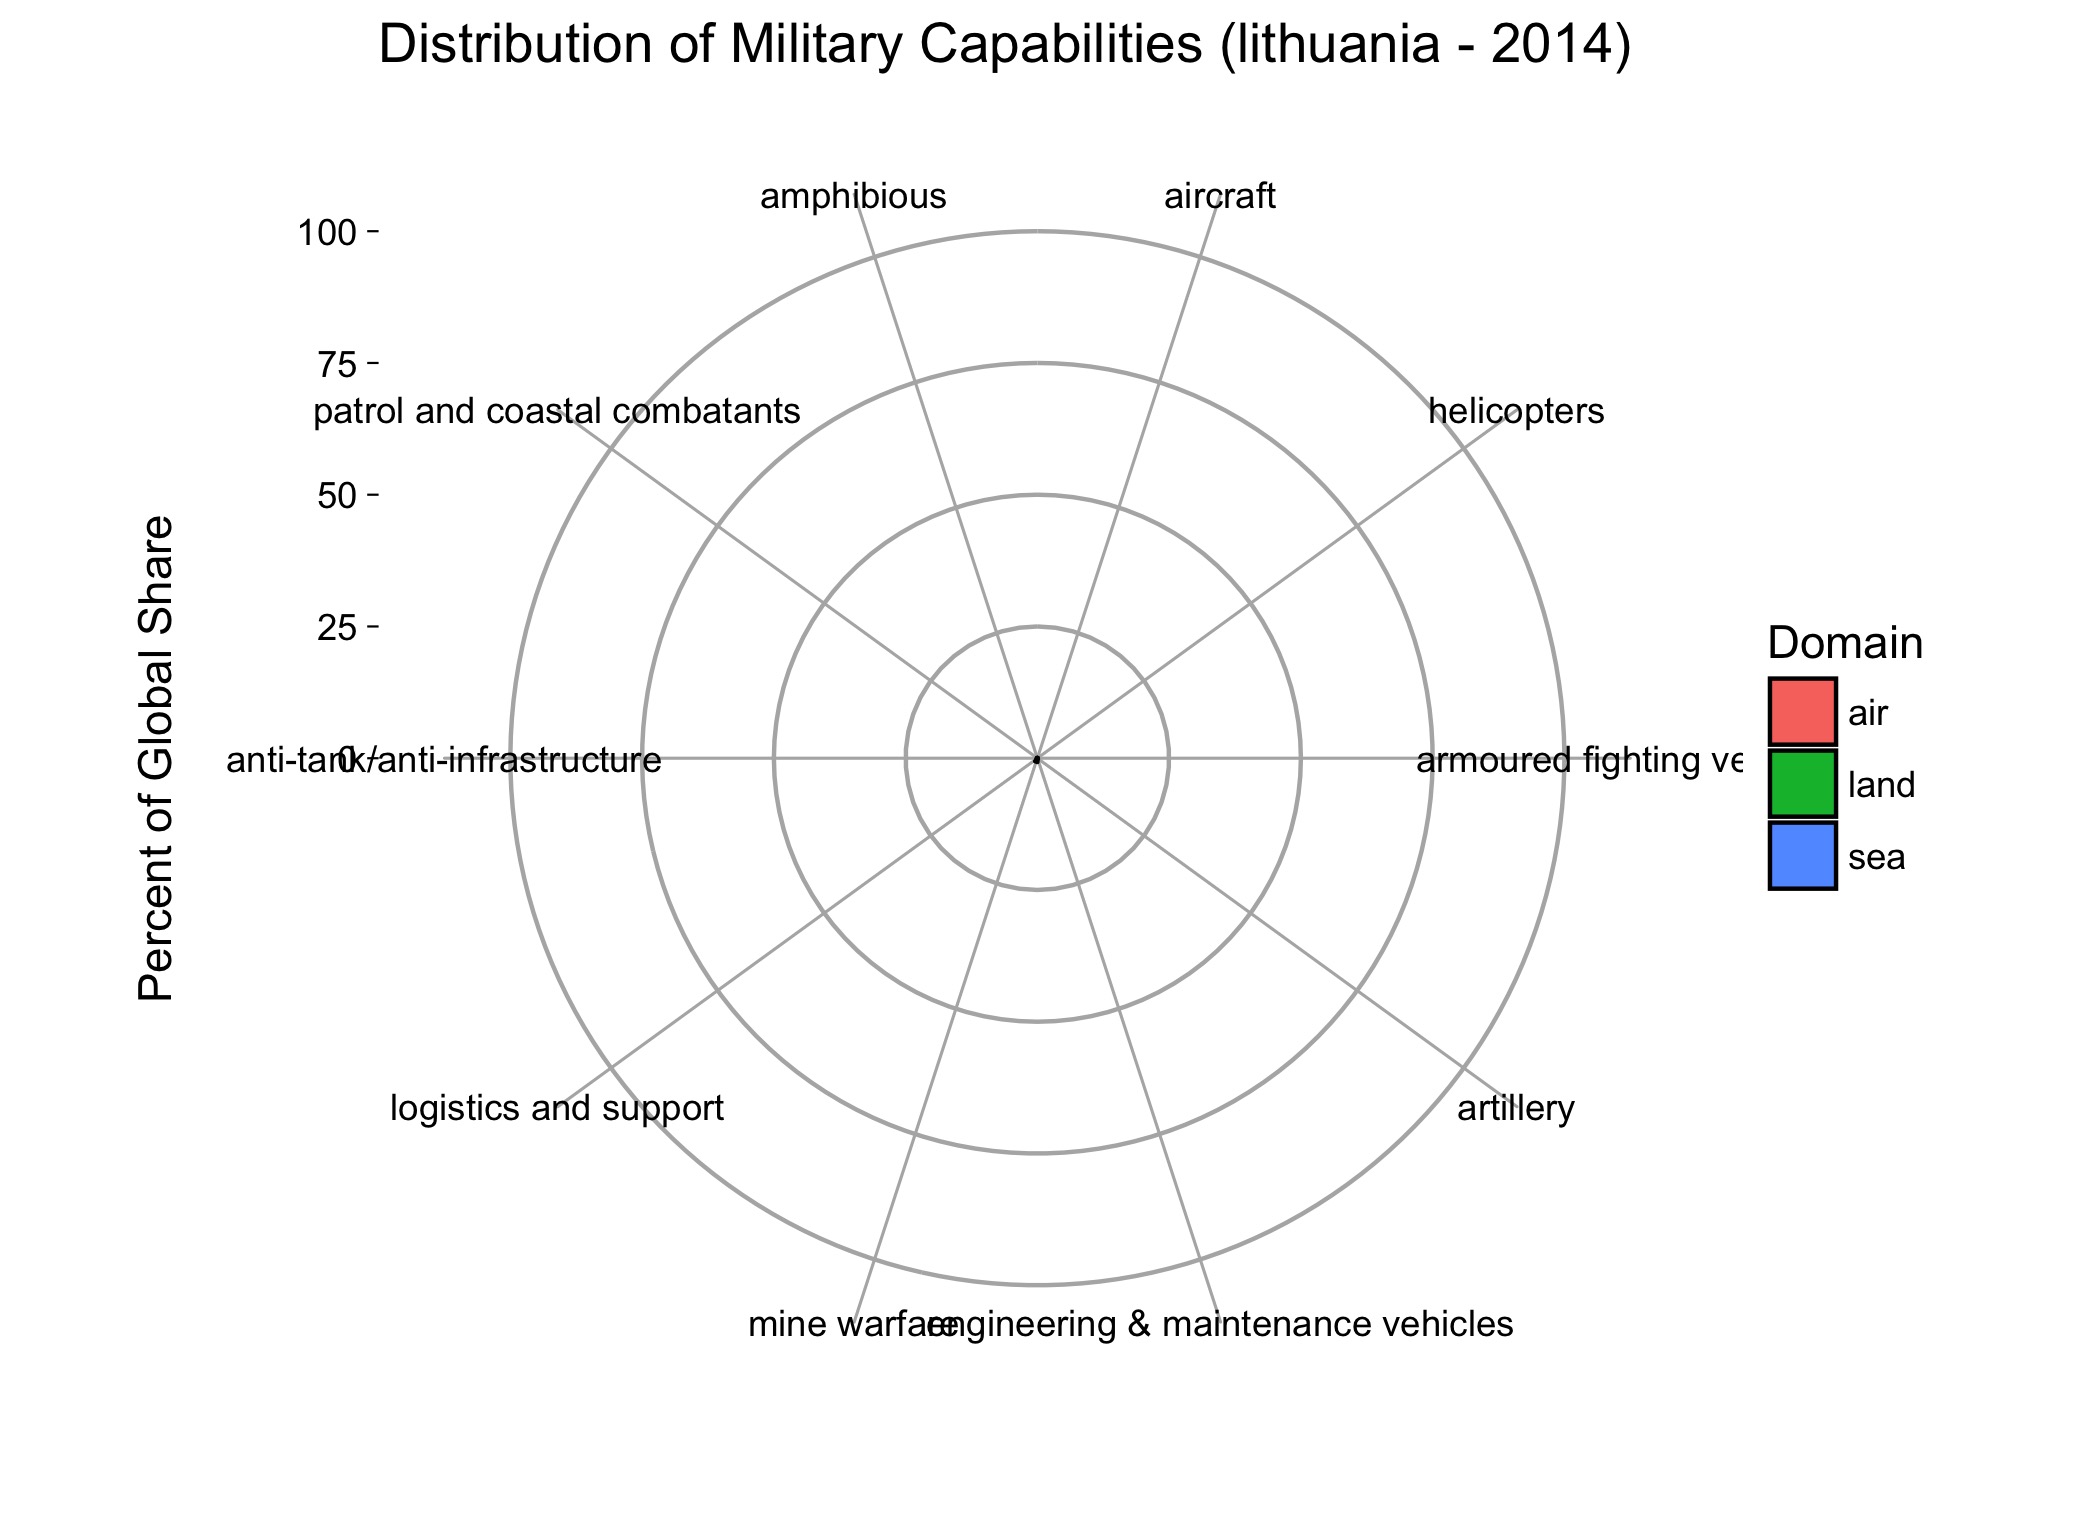 Distribution of Military Capabilities (lithuania - 2014)
amphibious
aircraft
100
75
patrol and coastal combatants
helicopters
50
25
Percent of Global Share
anti-tank/anti-infrastructure
0
armoured fighting ve
logistics and support
artillery
mine warfare
engineering & maintenance vehicles
Domain
air
land
sea